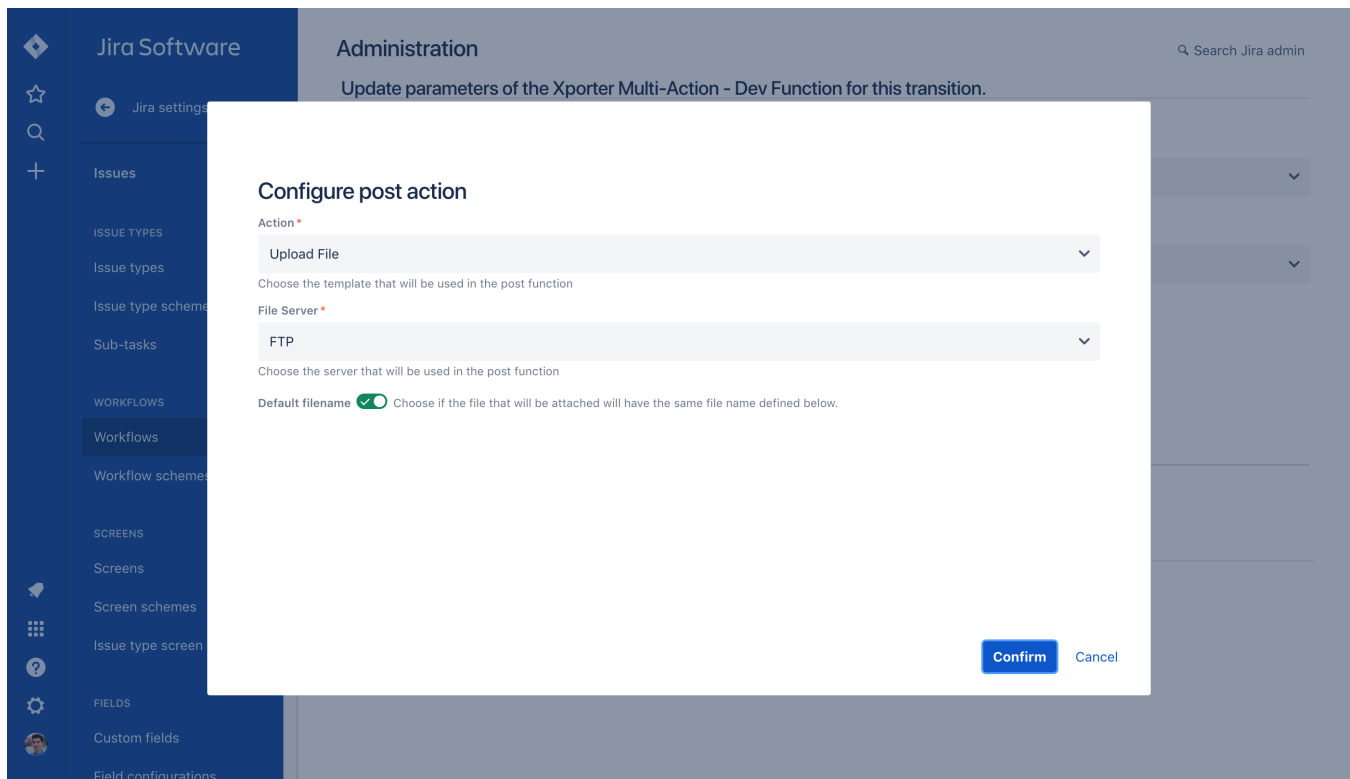 Jira Software
Jira settings
Issues
ISSUE TYPES
Issue types
Issue type scheme
Sub-tasks
WORKFLOWS
Workflows
Workflow schemes
SCREENS
Screens
Screen schemes
Issue type screen
FIELDS
Custom fields
Field configurations
Administration
Search Jira admin
Update parameters of the Xporter Multi-Action - Dev Function for this transition.
Configure post action
Action*
Upload File
Choose the template that will be used in the post function
File Server*
FTP
Choose the server that will be used in the post function
Default filename Choose if the file that will be attached will have the same file name defined below.
Confirm Cancel